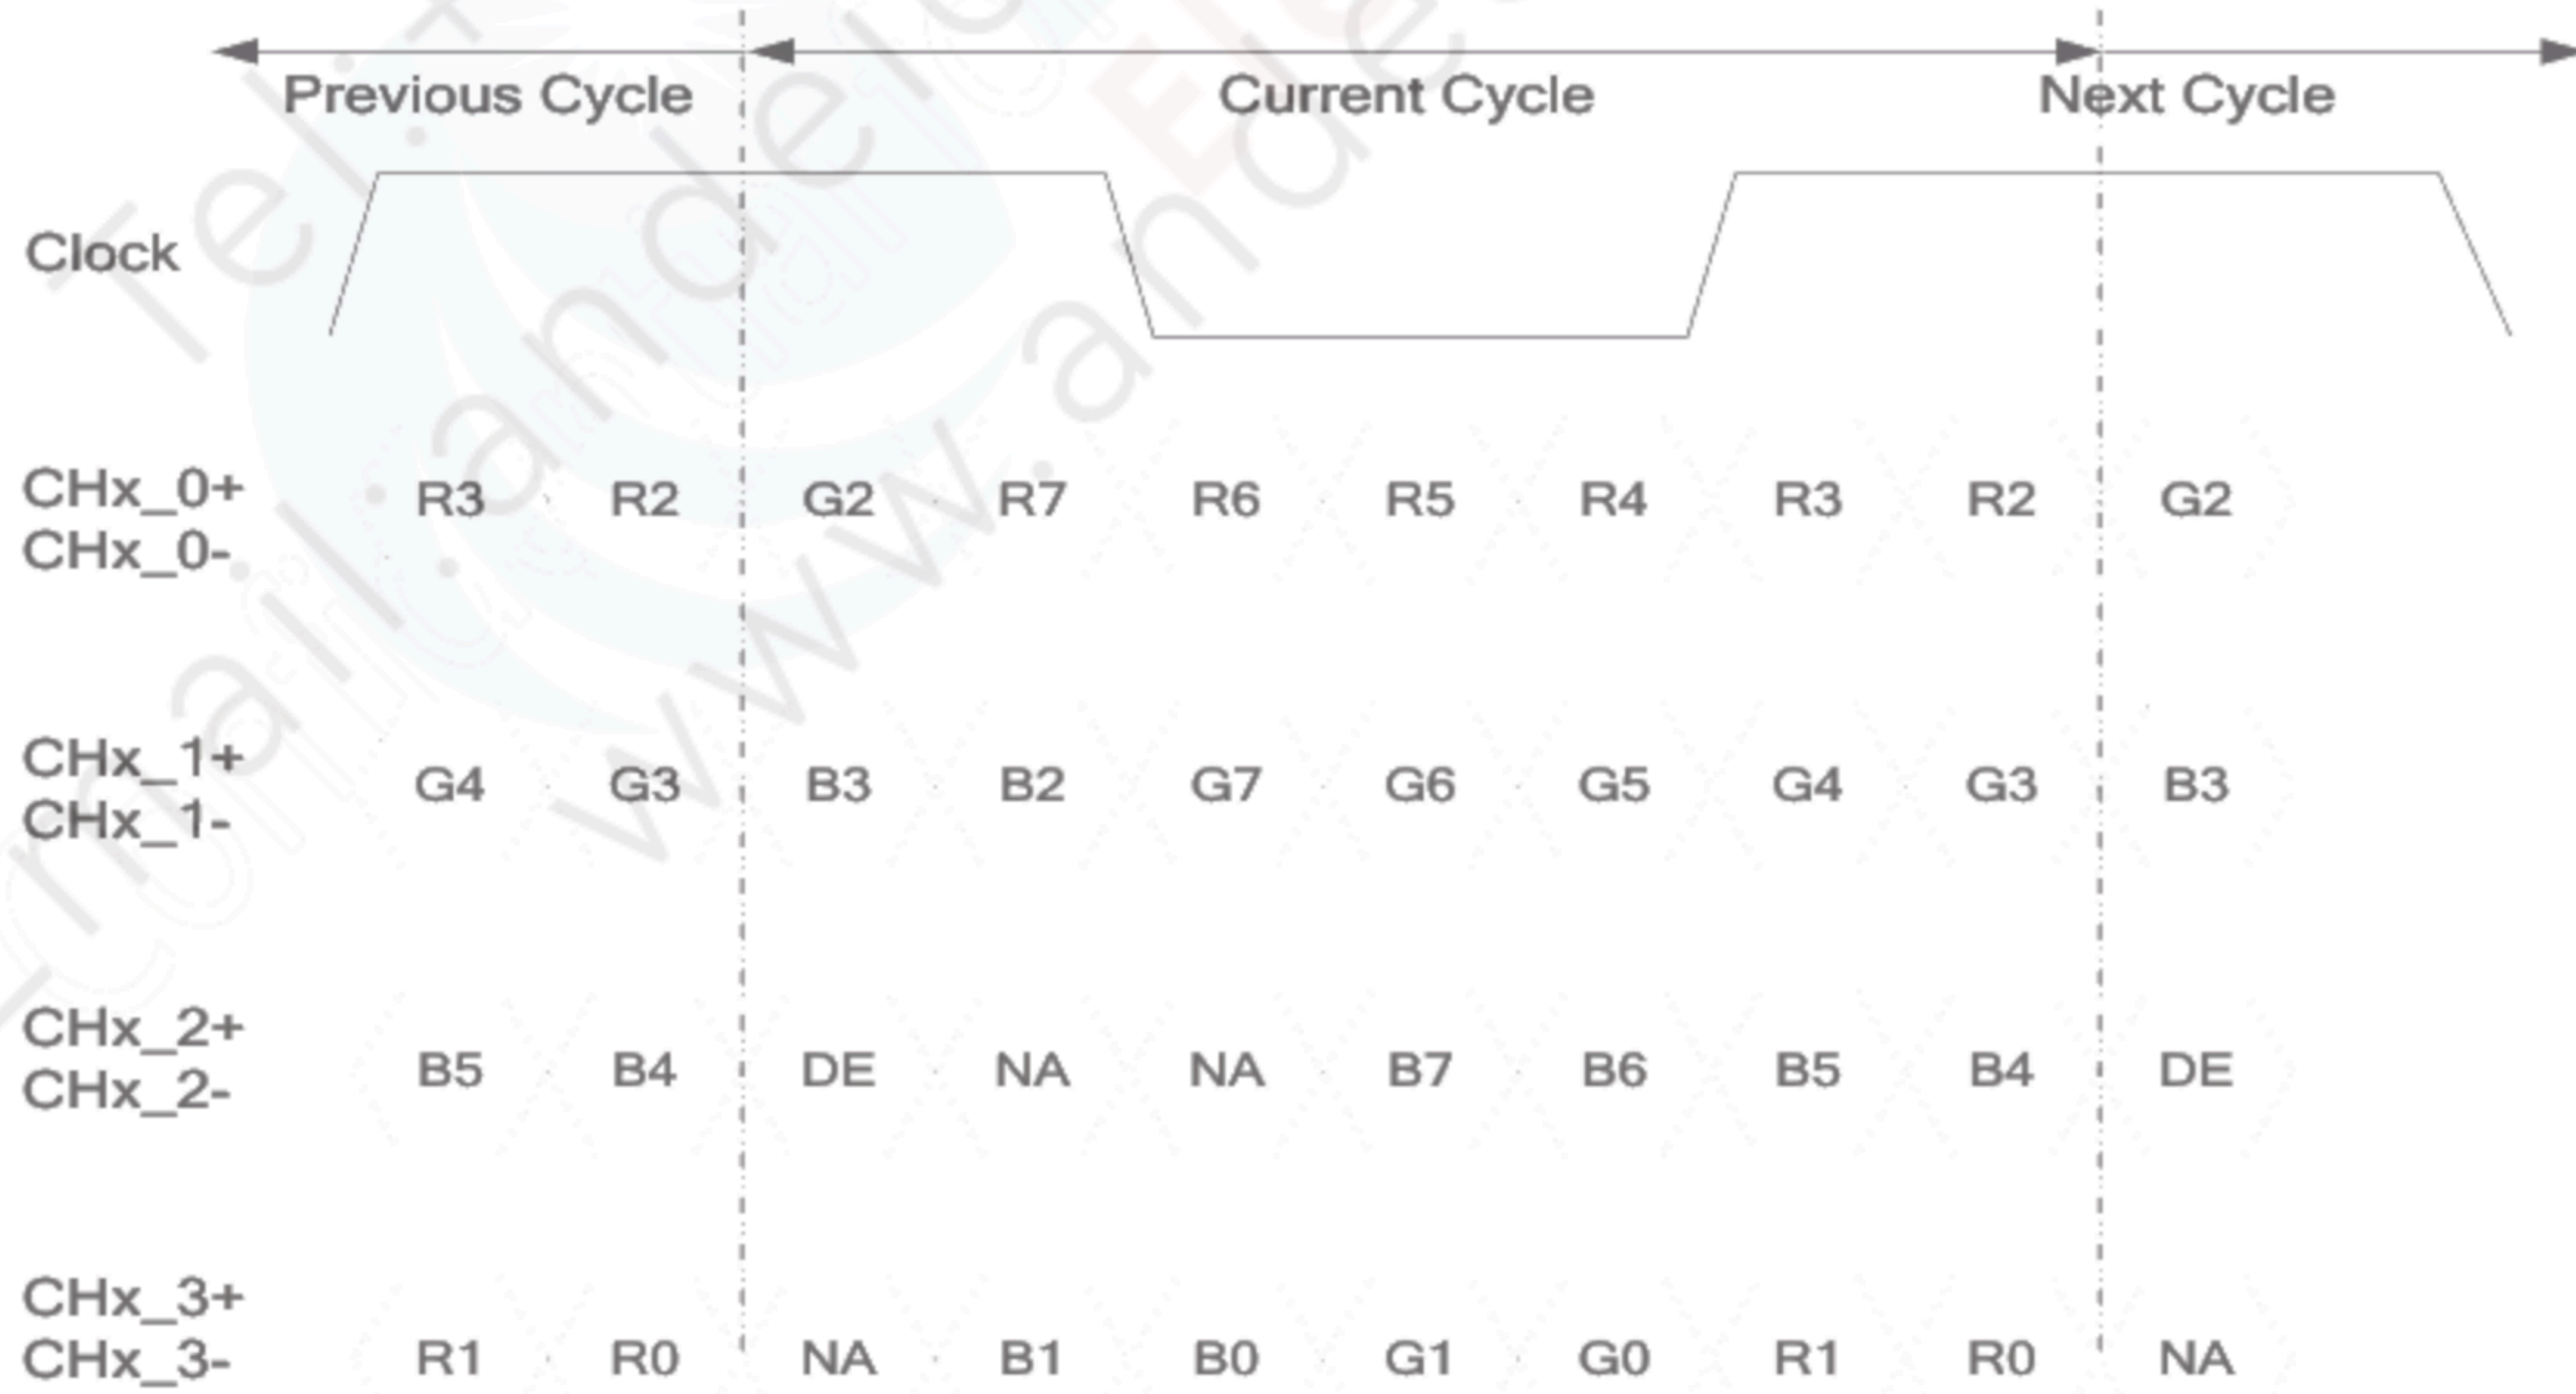 Previous Cycle Current Cycle Next Cycle
Clock
CHx_0+
R3 R2 G2 R7 R6 R5 R4 R3 R2 G2
CHx_0-
CHx_1+
G4 G3 B3 B2 G7 G6 G5 G4 G3 B3
CHx_1-
CHx_2+
B5 B4 DE NA NA B7 B6 B5 B4 DE
CHx_2-
CHx_3+
CHx_3- R1 R0 NA B1 B0 G1 G0 R1 R0 NA